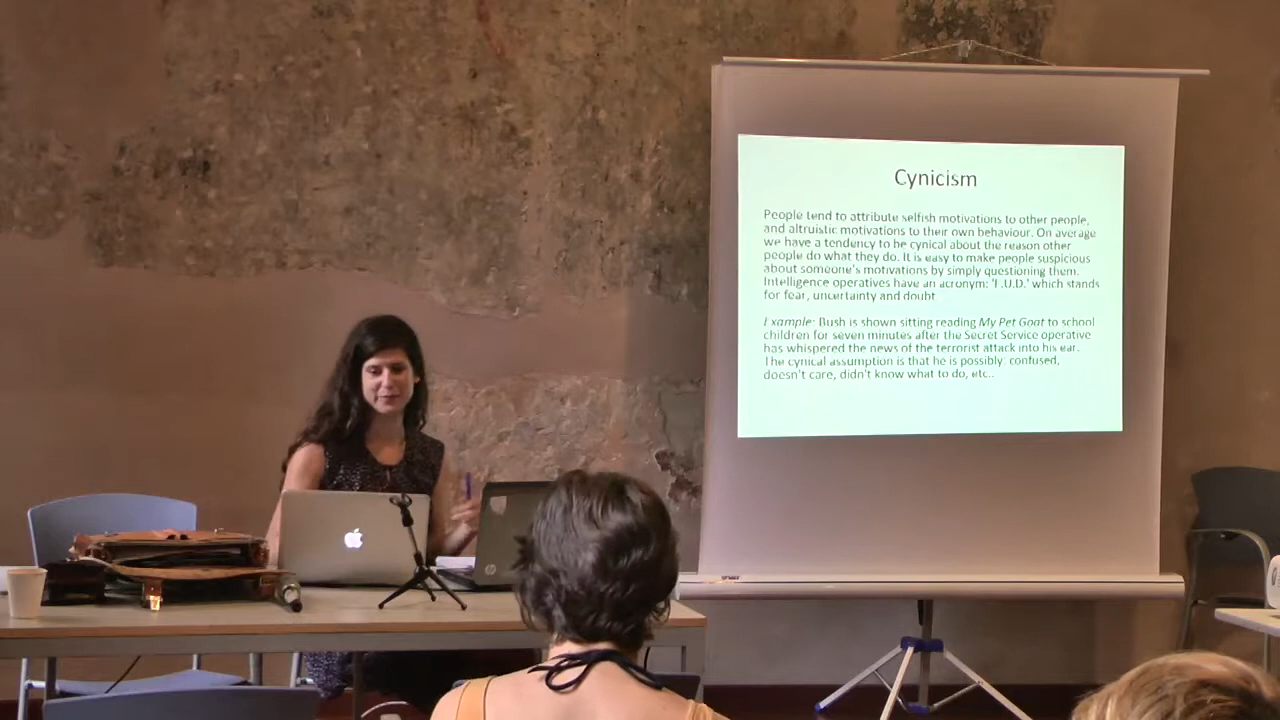 Cynicism
People tend to attribute selfish motivations to other people,
and altruistic motivations to their own behaviour. On average
we have a tendency to be cynical about the reason other
people do what they do. It is easy to make people suspicious
about someone's motivations by simply questioning them.
Intelligence operatives have an acronym: 'F.U.D.' which stands
for fear, uncertainty and doubt
Example: Bush is shown sitting reading My Pet Goat to school
children for seven minutes after the Secret Service operative
has whispered the news of the terrorist attack into his ear.
The cynical assumption is that he is possibly: confused,
doesn't care, didn't know what to do, etc..
hp